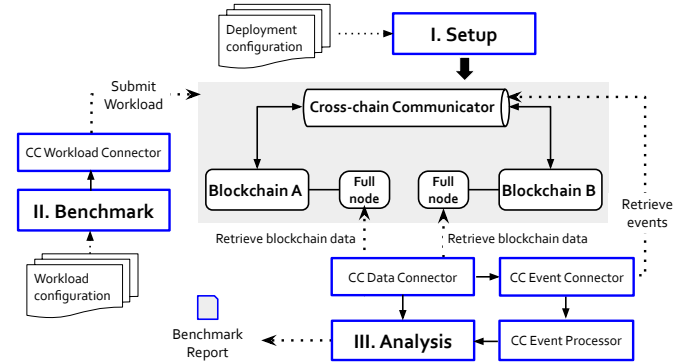 Deployment
configuration
I. Setup
Submit
Workload
Cross-chain Communicator
CC Workload Connector
II. Benchmark
Blockchain A
Full
node
Full
node
Blockchain B
Retrieve
events
Retrieve blockchain data
Retrieve blockchain data
Workload
configuration
CC Data Connector
CC Event Connector
Benchmark
Report
III. Analysis
CC Event Processor